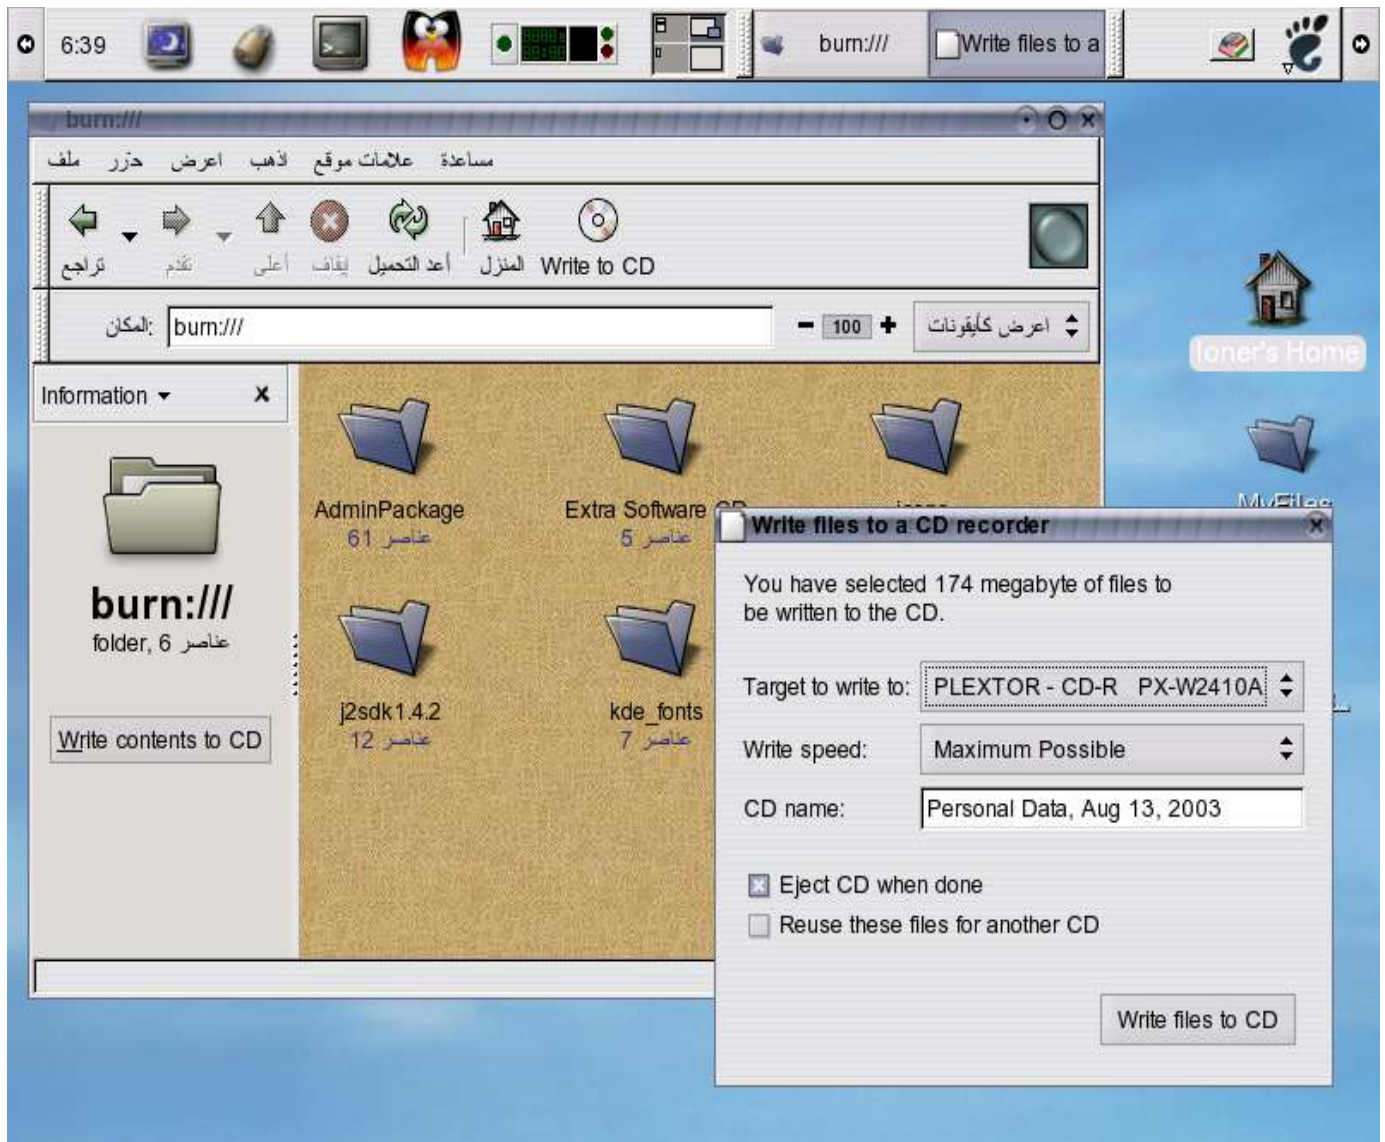 6:39
burn:///
Write files to a
burn:///
ملف حرّر اعرض اذهب علامات موقع مساعدة
تراجع تقدّم أعلى إيقاف أعد التحميل المنزل Write to CD
المكان:
burn:///
100
اعرض كأيقونات
Information
burn:///
folder, 6 عناصر
Write contents to CD
AdminPackage
61 عناصر
Extra Software CD
5 عناصر
j2sdk1.4.2
12 عناصر
kde_fonts
7 عناصر
loner's Home
MyFiles
Write files to a CD recorder
You have selected 174 megabyte of files to
be written to the CD.
Target to write to: PLEXTOR - CD-R PX-W2410A
Write speed: Maximum Possible
CD name: Personal Data, Aug 13, 2003
Eject CD when done
Reuse these files for another CD
Write files to CD